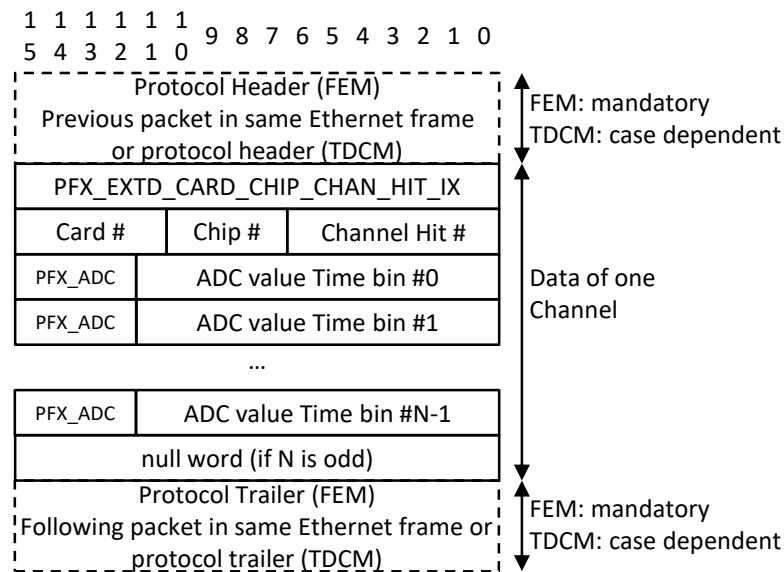 1 1 1 1 1 1
5 4 3 2 1 0 9 8 7 6 5 4 3 2 1 0
Protocol Header (FEM)
Previous packet in same Ethernet frame
or protocol header (TDCM)
FEM: mandatory
TDCM: case dependent
PFX_EXTD_CARD_CHIP_CHAN_HIT_IX
Card # Chip # Channel Hit #
PFX_ADC ADC value Time bin #0
PFX_ADC ADC value Time bin #1
...
PFX_ADC ADC value Time bin #N-1
null word (if N is odd)
Data of one
Channel
Protocol Trailer (FEM)
Following packet in same Ethernet frame or
protocol trailer (TDCM)
FEM: mandatory
TDCM: case dependent